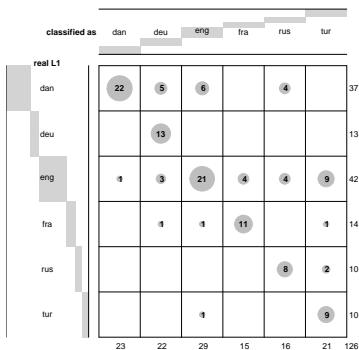 classified as dan deu eng fra rus tur
real L1
dan 22 5 6 4 37
deu 13 13
eng 1 3 21 4 4 9 42
fra 1 1 11 1 14
rus 8 2 10
tur 1 9 10
23 22 29 15 16 21 126